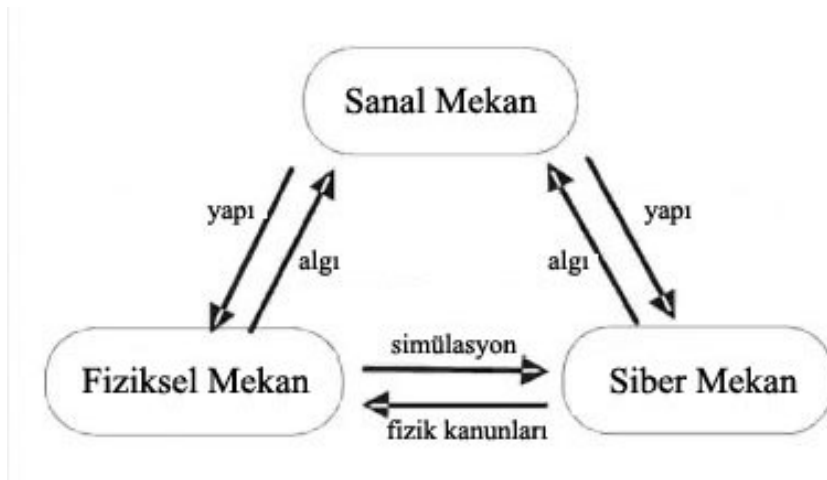 Sanal Mekan
yapı
yapı
algı
algı
simülasyon
Fiziksel Mekan
Siber Mekan
fizik kanunları